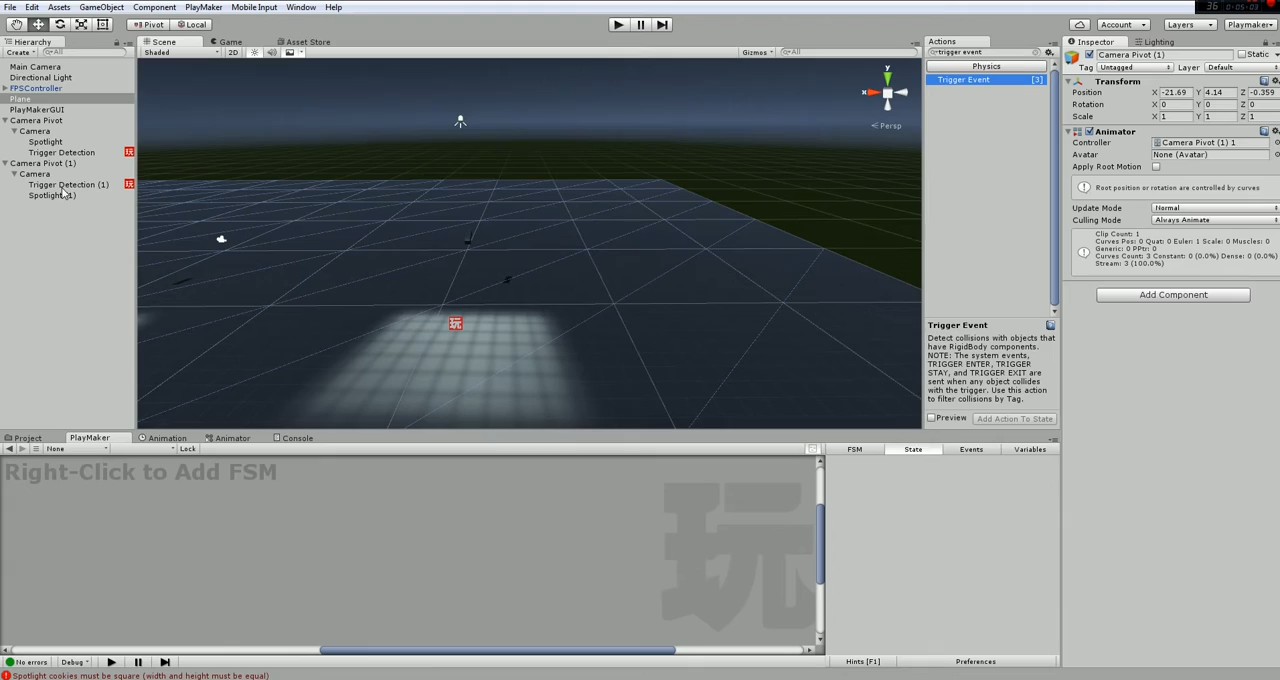 File Edit Assets GameObject Component PlayMaker Mobile Input Window Help
36 0:05:03
Pivot Local Account Layers Playmaker
Hierarchy Scene Game Asset Store Actions Inspector Lighting
Create All Shaded 2D Gizmos All trigger event Camera Pivot (1) Static
Physics Tag Untagged Layer Default
Main Camera
Directional Light Trigger Event [3] Transform
FPSController Position X -21.69 Y 4.14 Z -0.359
Plane Rotation X 0 Y 0 Z 0
PlayMakerGUI Scale X 1 Y 1 Z 1
Camera Pivot y x Persp
Camera Animator
Spotlight Controller Camera Pivot (1) 1
Trigger Detection 玩 Avatar None (Avatar)
Camera Pivot (1) Apply Root Motion
Camera
Trigger Detection (1) 玩 Root position or rotation are controlled by curves
Update Mode Normal
Culling Mode Always Animate
Clip Count: 1
Curves Pos: 0 Quat: 0 Euler: 1 Scale: 0 Muscles: 0
Generic: 0 PPtr: 0
Curves Count: 3 Constant: 0 (0.0%) Dense: 0 (0.0%)
Stream: 3 (100.0%)
Add Component
玩
Trigger Event
Detect collisions with objects that
have RigidBody components.
NOTE: The system events,
TRIGGER ENTER, TRIGGER
STAY, and TRIGGER EXIT are
sent when any object collides
with the trigger. Use this action
to filter collisions by Tag.
Preview Add Action To State
Project PlayMaker Animation Animator Console
None Lock FSM State Events Variables
Right-Click to Add FSM
玩
No errors Debug Hints [F1] Preferences
Spotlight cookies must be square (width and height must be equal)